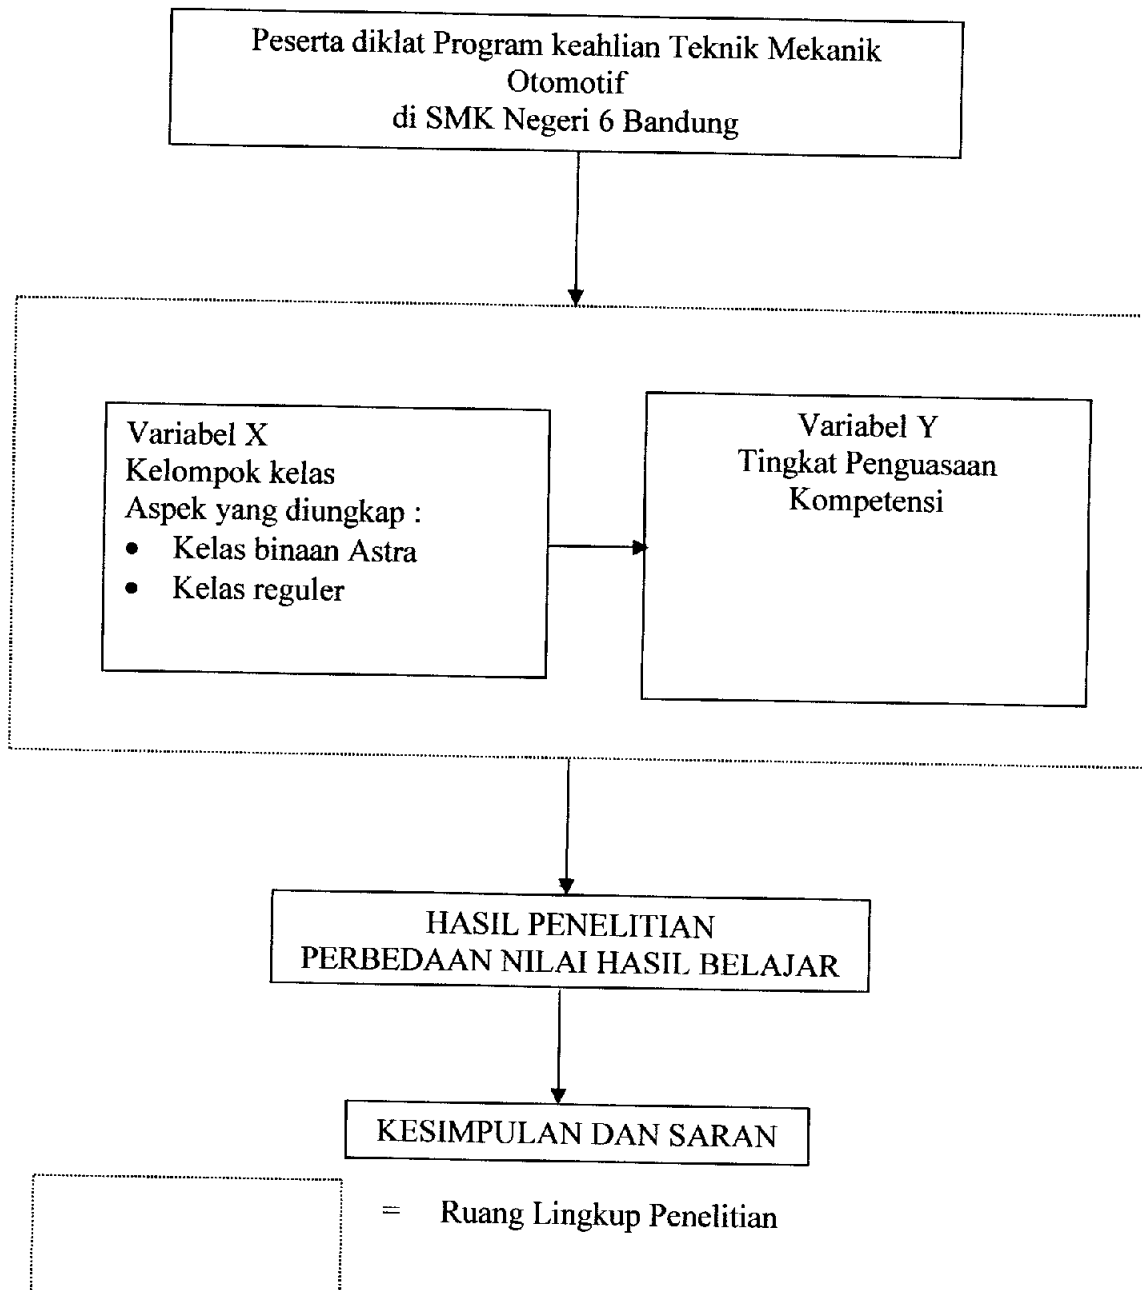 Peserta diklat Program keahlian Teknik Mekanik
Otomotif
di SMK Negeri 6 Bandung
Variabel X
Kelompok kelas
Aspek yang diungkap :
• Kelas binaan Astra
• Kelas reguler
Variabel Y
Tingkat Penguasaan
Kompetensi
HASIL PENELITIAN
PERBEDAAN NILAI HASIL BELAJAR
KESIMPULAN DAN SARAN
= Ruang Lingkup Penelitian